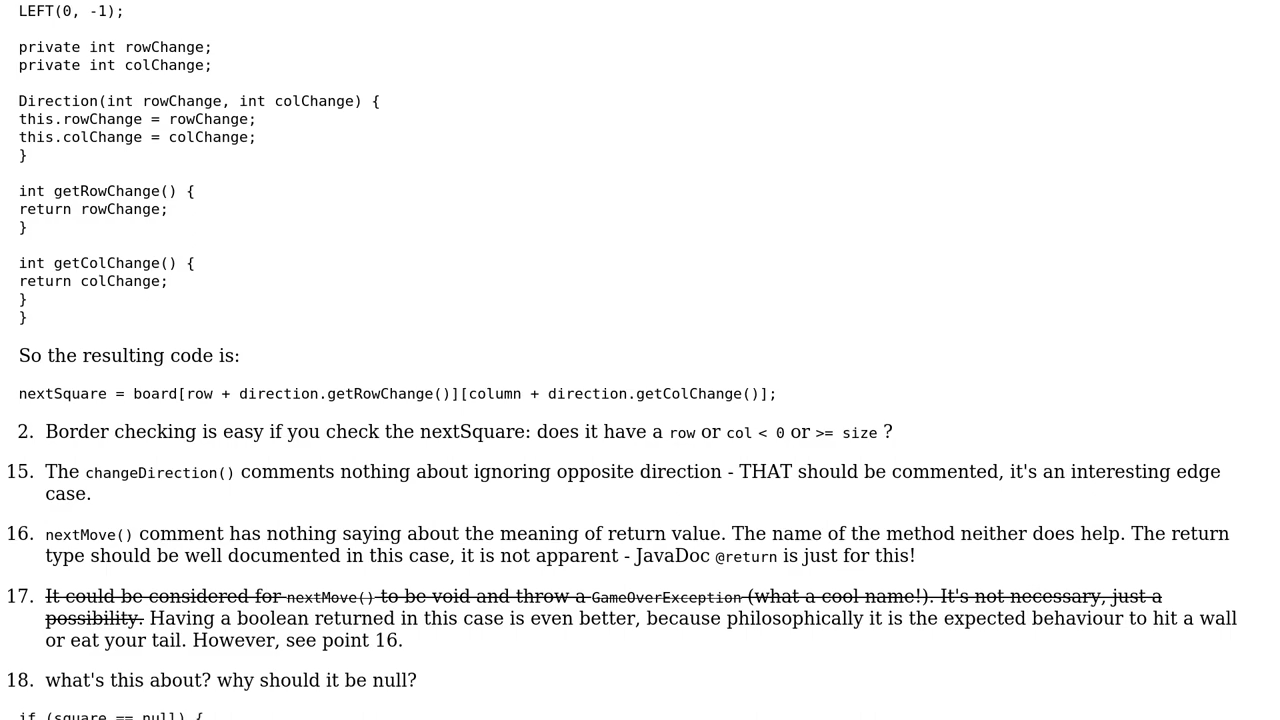 LEFT(0, -1);
private int rowChange;
private int colChange;
Direction(int rowChange, int colChange) {
this.rowChange = rowChange;
this.colChange = colChange;
}
int getRowChange() {
return rowChange;
}
int getColChange() {
return colChange;
}
}
So the resulting code is:
nextSquare = board[row + direction.getRowChange()][column + direction.getColChange()];
2. Border checking is easy if you check the nextSquare: does it have a row or col < 0 or >= size ?
15. The changeDirection() comments nothing about ignoring opposite direction - THAT should be commented, it's an interesting edge
case.
16. nextMove() comment has nothing saying about the meaning of return value. The name of the method neither does help. The return
type should be well documented in this case, it is not apparent - JavaDoc @return is just for this!
17. It could be considered for nextMove() to be void and throw a GameOverException (what a cool name!). It's not necessary, just a
possibility. Having a boolean returned in this case is even better, because philosophically it is the expected behaviour to hit a wall
or eat your tail. However, see point 16.
18. what's this about? why should it be null?
if (square == null) {